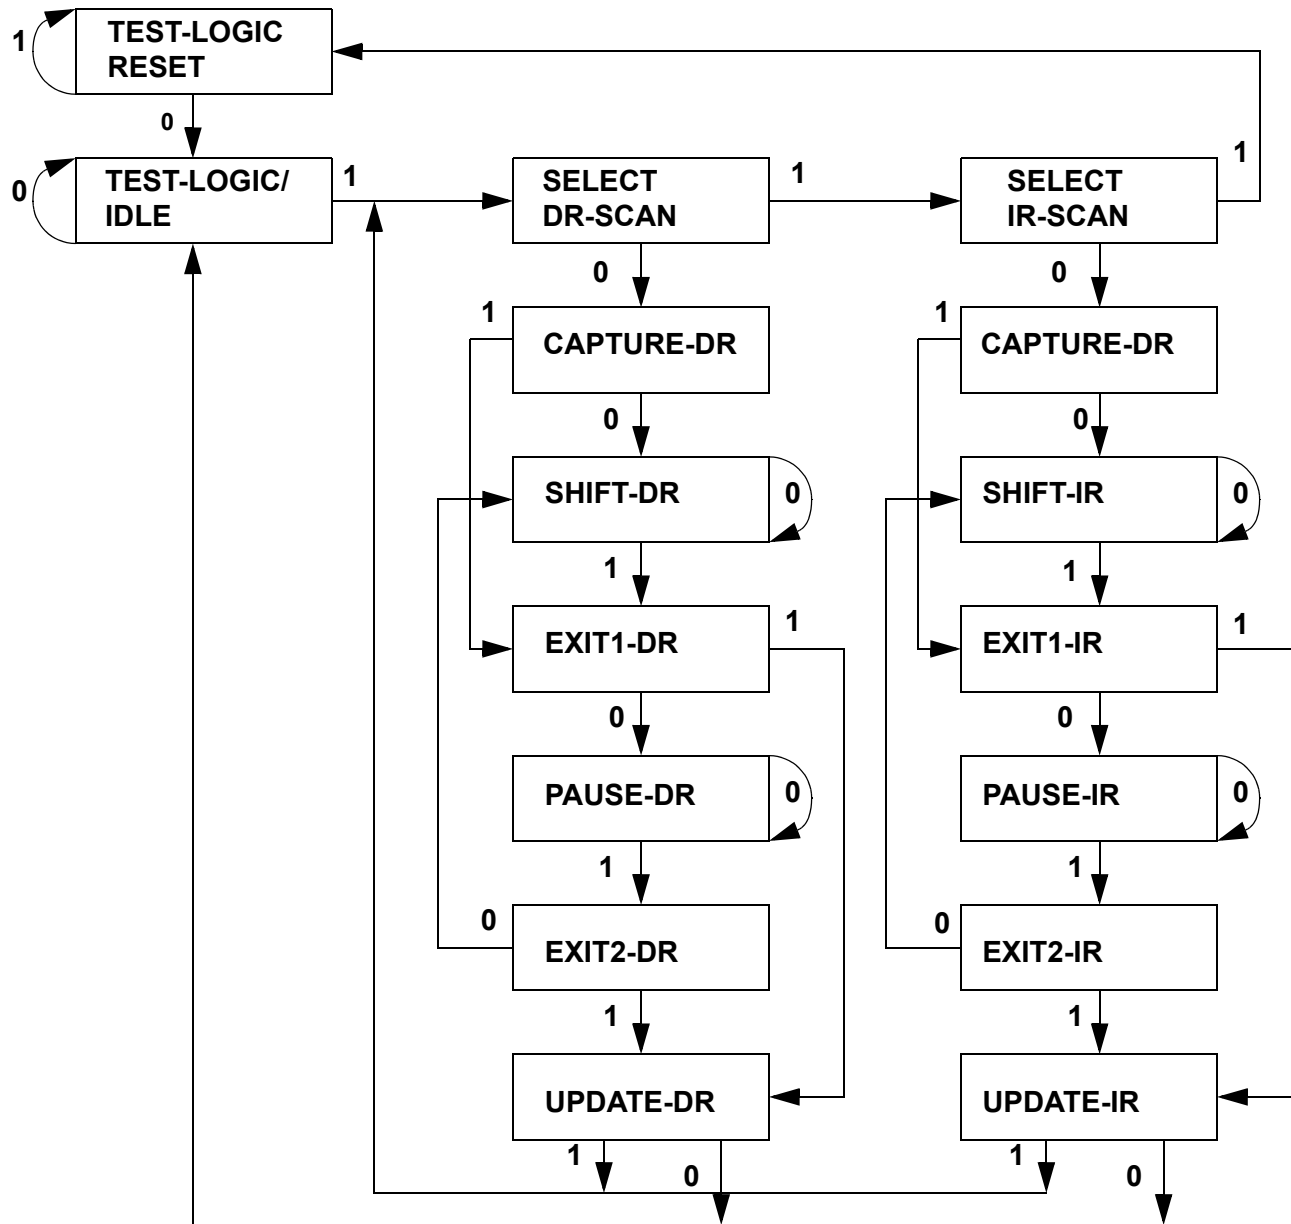 1
TEST-LOGIC
RESET
0
0
TEST-LOGIC/
IDLE
1
SELECT
DR-SCAN
1
SELECT
IR-SCAN
1
0
0
1
CAPTURE-DR
1
CAPTURE-DR
0
0
SHIFT-DR
0
SHIFT-IR
0
1
1
EXIT1-DR
1
EXIT1-IR
1
0
0
PAUSE-DR
0
PAUSE-IR
0
1
1
0
EXIT2-DR
0
EXIT2-IR
1
1
UPDATE-DR
UPDATE-IR
1
0
1
0